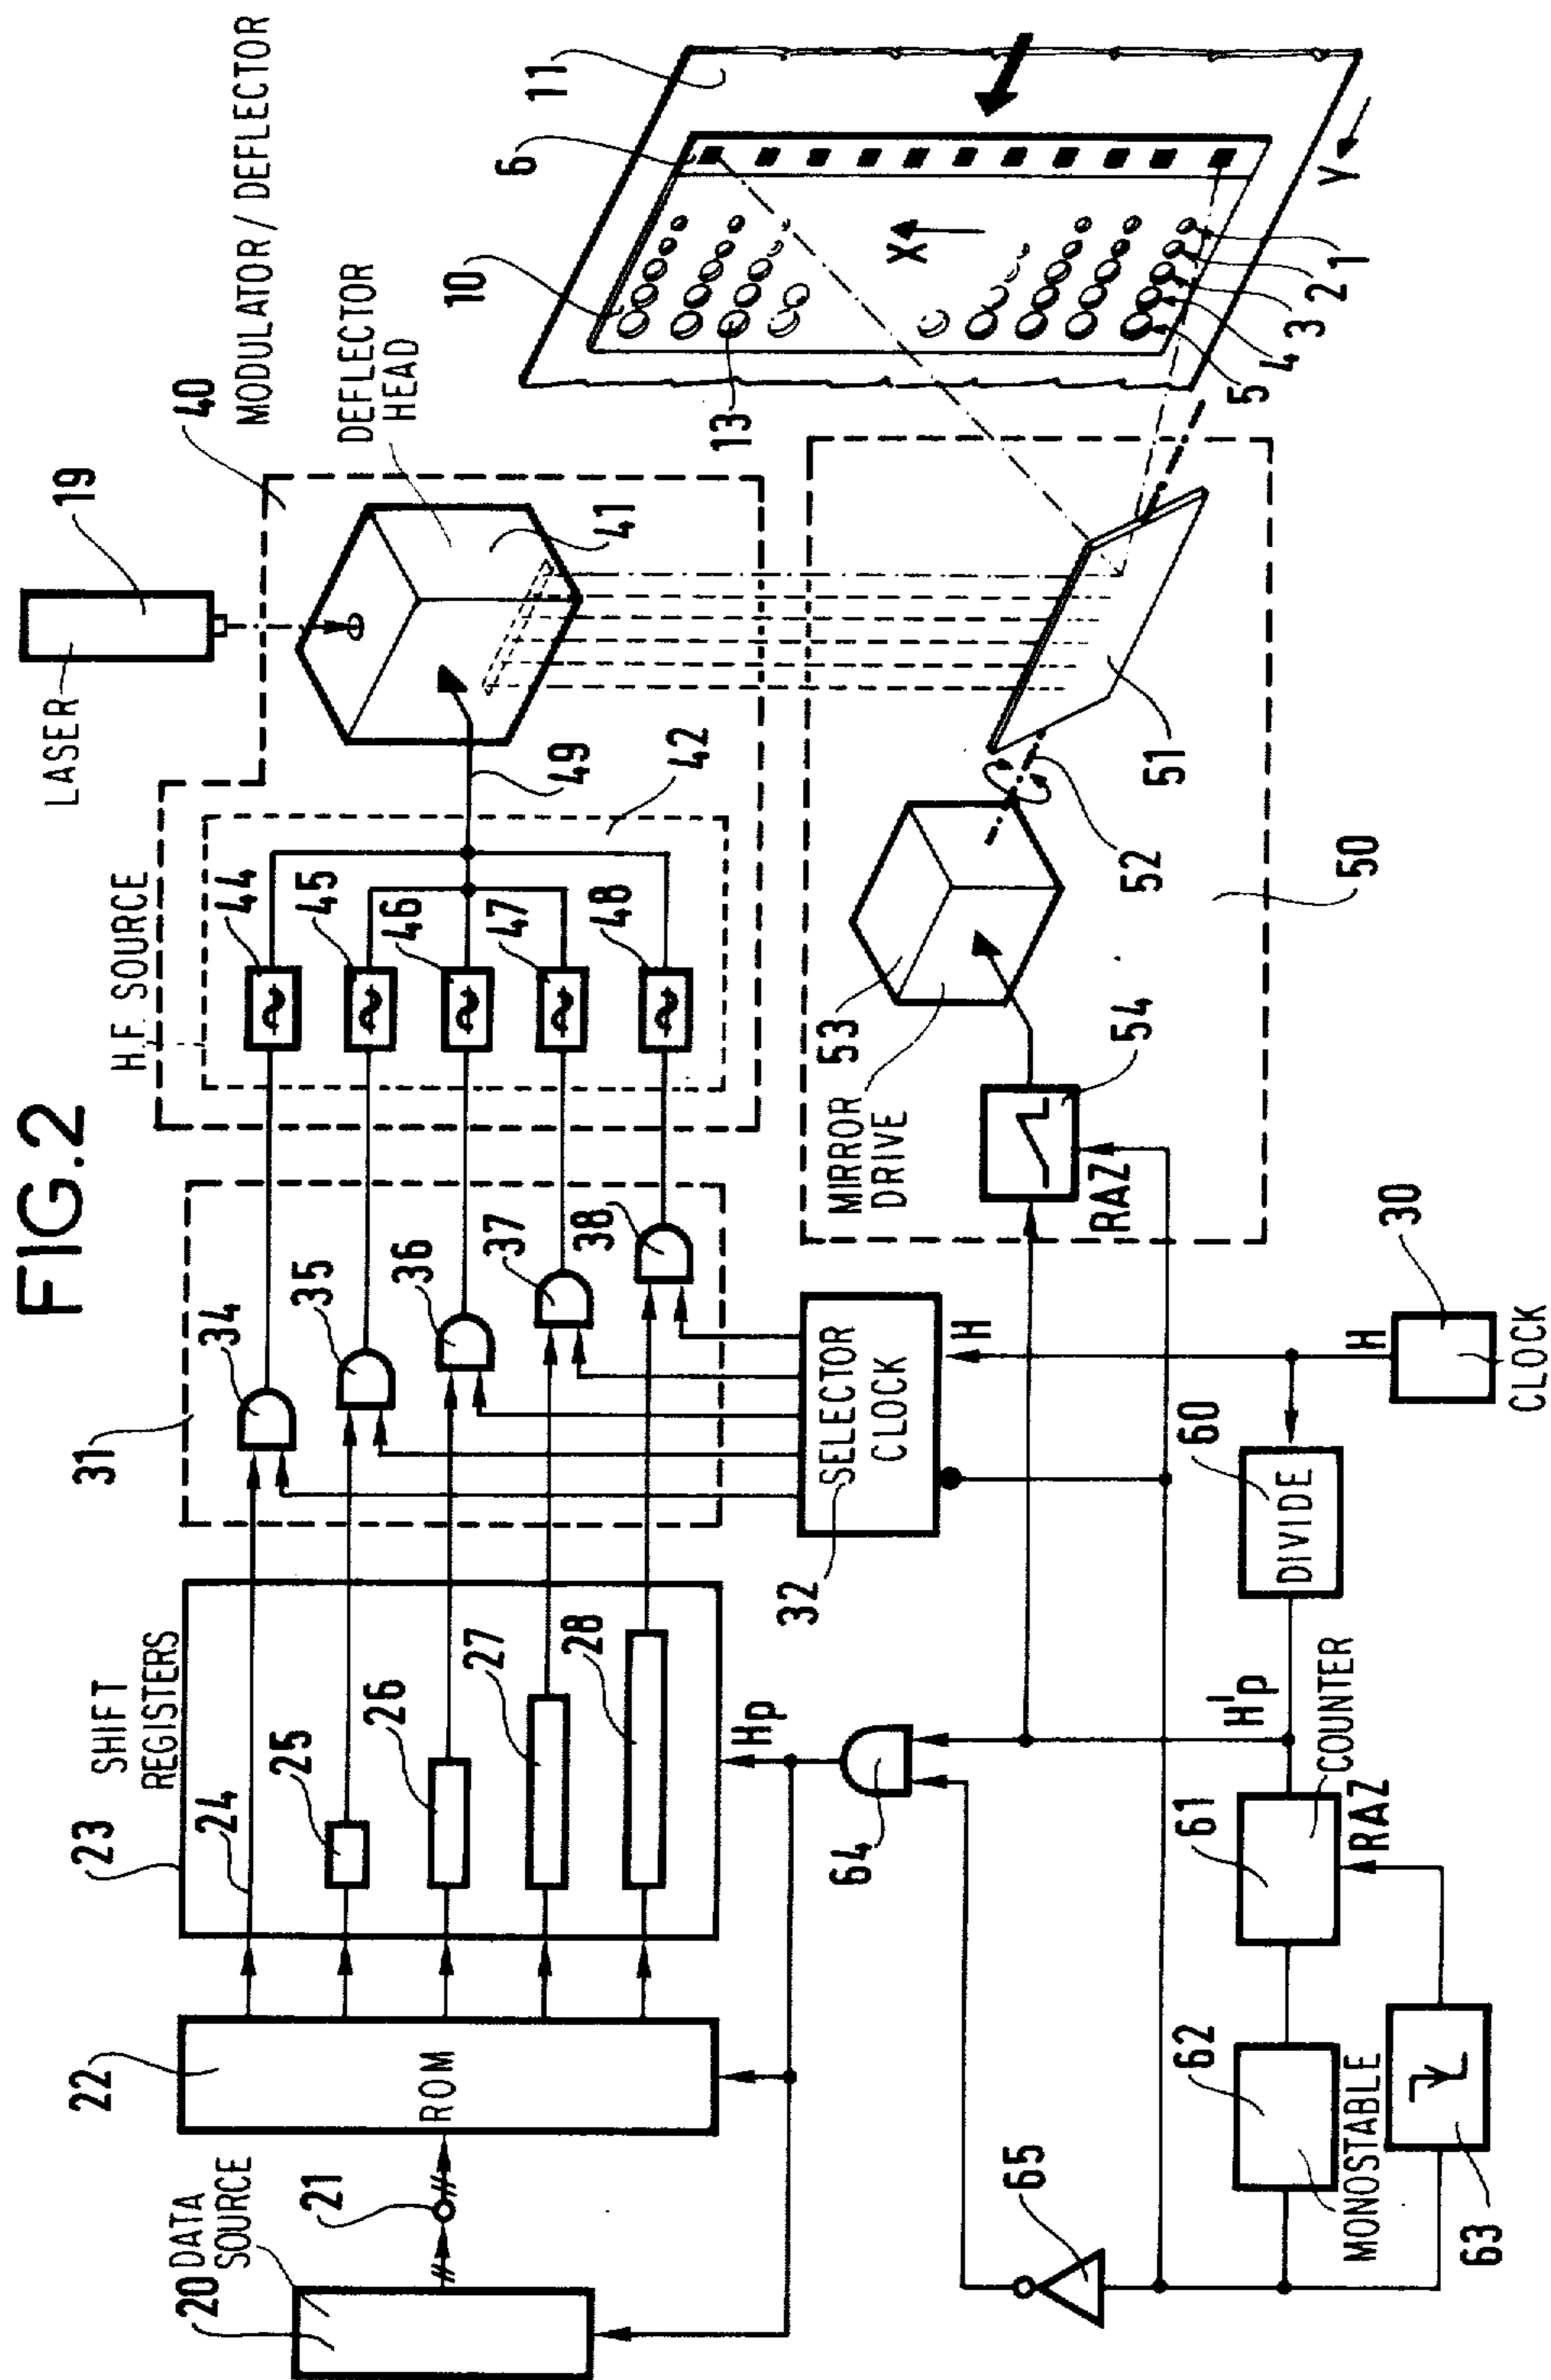 FIG.2
LASER
19
40
MODULATOR/DEFLECTOR
DEFLECTOR
HEAD
41
H.F. SOURCE
44
45
46
47
48
49
42
31
34
35
36
37
38
SHIFT
REGISTERS
23
24
25
26
27
28
22
ROM
20
DATA
SOURCE
21
SELECTOR
CLOCK
32
H
Hp
64
65
MIRROR
DRIVE
53
54
RAZ
52
51
50
10
6
11
13
X
Y
1
2
3
4
5
30
H
CLOCK
60
DIVIDE
H'p
COUNTER
61
RAZ
62
MONOSTABLE
63